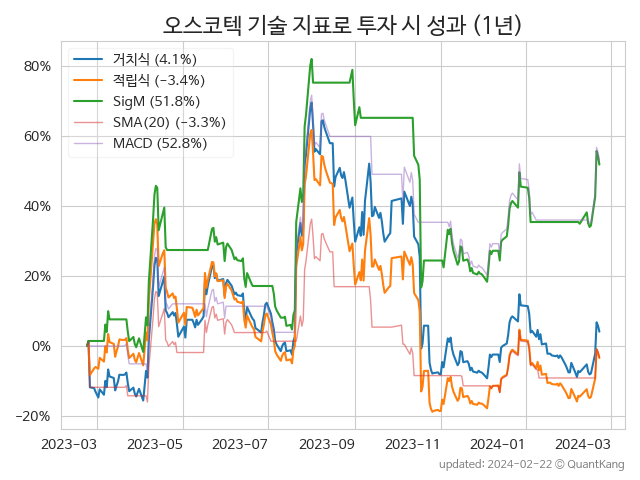 오스코텍 기술 지표로 투자 시 성과 (1년)
거치식 (4.1%)
적립식 (−3.4%)
SigM (51.8%)
SMA(20) (−3.3%)
MACD (52.8%)
80%
60%
40%
20%
0%
−20%
2023-03 2023-05 2023-07 2023-09 2023-11 2024-01 2024-03
updated: 2024-02-22 ⓒ QuantKang